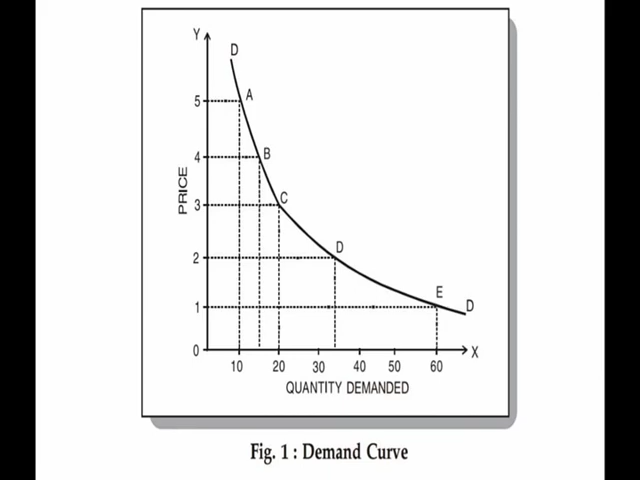 Y
D
A
5
B
4
C
3
D
2
E
1
D
0
X
10 20 30 40 50 60
PRICE
QUANTITY DEMANDED
Fig. 1 : Demand Curve